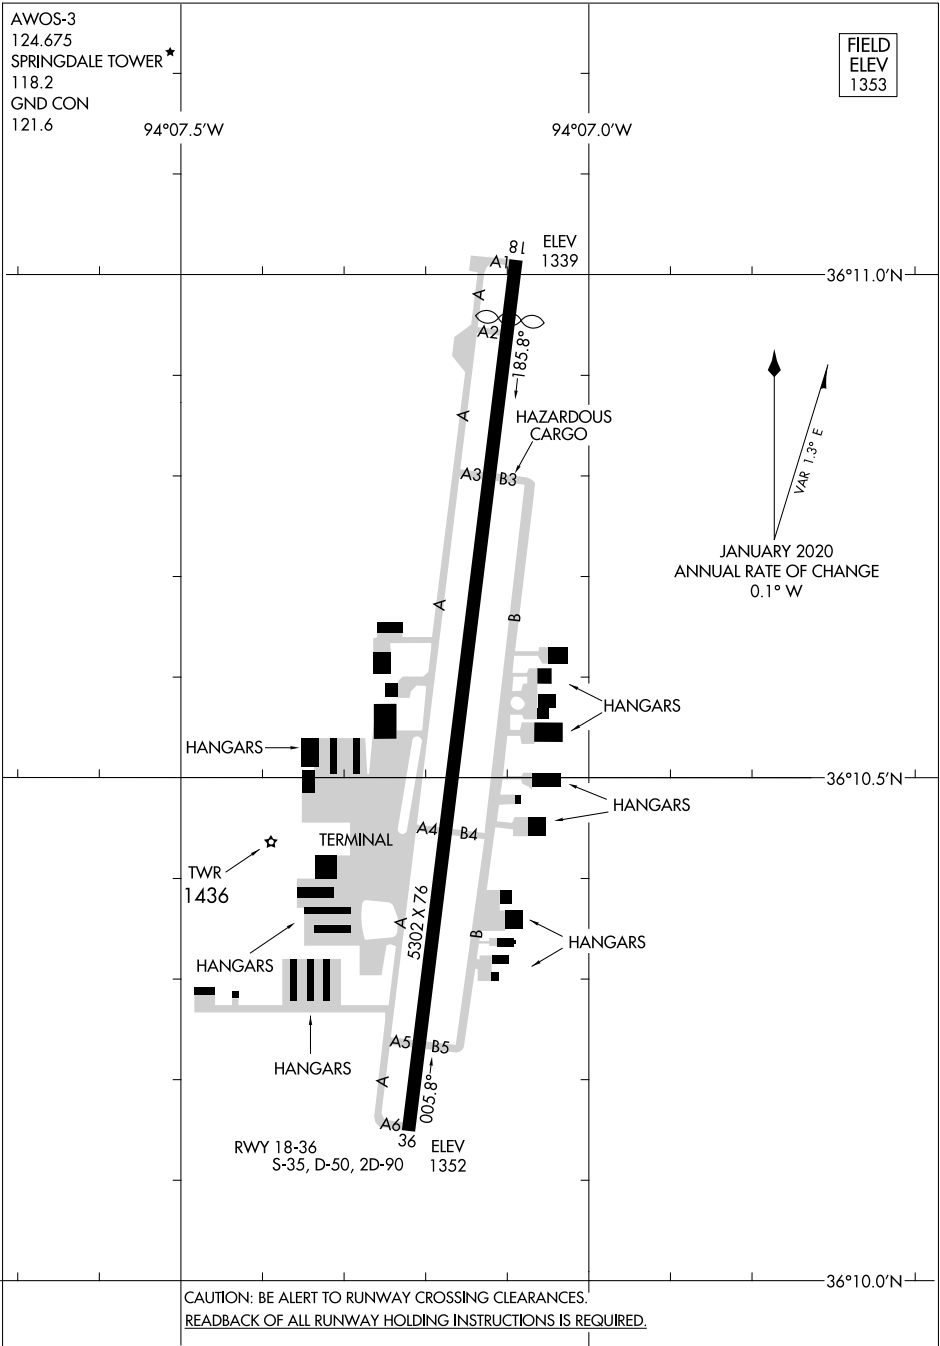 AWOS-3
124.675
SPRINGDALE TOWER
118.2
GND CON
121.6
FIELD
ELEV
1353
94°07.5'W
94°07.0'W
18
ELEV
1339
A1
36°11.0'N
A
A2
185.8°
A
HAZARDOUS
CARGO
A3
B3
VAR 1.3° E
JANUARY 2020
ANNUAL RATE OF CHANGE
0.1° W
A
B
HANGARS
HANGARS
36°10.5'N
HANGARS
A4
B4
TERMINAL
TWR
1436
5302 X 76
A
B
HANGARS
HANGARS
A5
B5
HANGARS
A
005.8°
A6
36
RWY 18-36
S-35, D-50, 2D-90
ELEV
1352
36°10.0'N
CAUTION: BE ALERT TO RUNWAY CROSSING CLEARANCES.
READBACK OF ALL RUNWAY HOLDING INSTRUCTIONS IS REQUIRED.